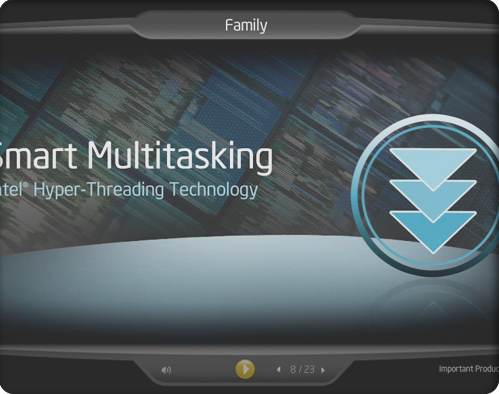 Family
Smart Multitasking
ntel® Hyper-Threading Technology
8 / 23
Important Produc